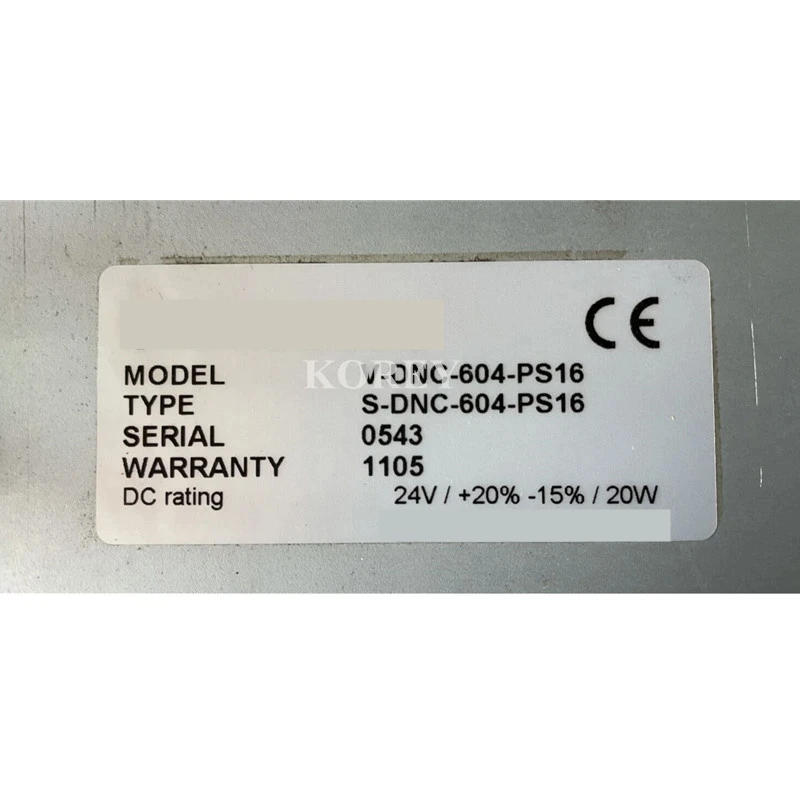 CE
KOREY
MODEL V-DNC-604-PS16
TYPE S-DNC-604-PS16
SERIAL 0543
WARRANTY 1105
DC rating 24V / +20% -15% / 20W